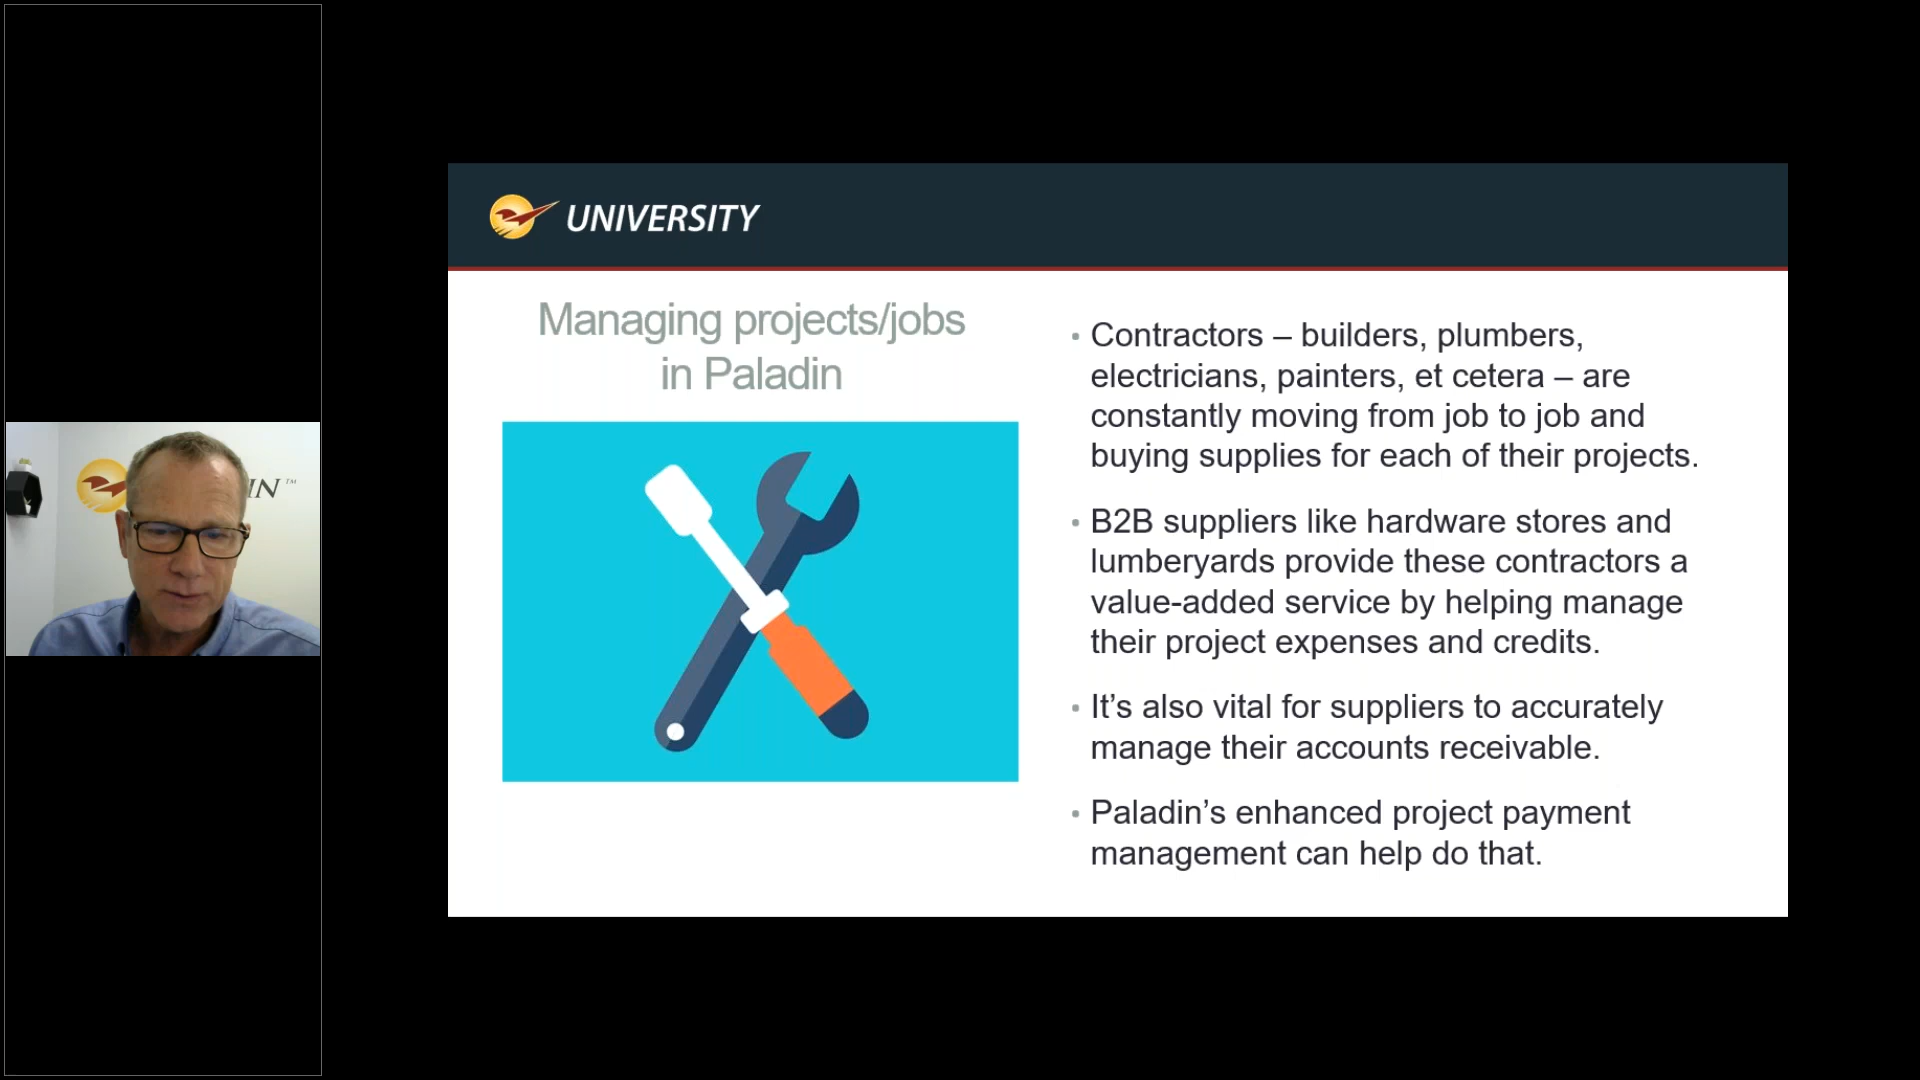 UNIVERSITY
Managing projects/jobs
in Paladin
• Contractors – builders, plumbers,
electricians, painters, et cetera – are
constantly moving from job to job and
buying supplies for each of their projects.
• B2B suppliers like hardware stores and
lumberyards provide these contractors a
value-added service by helping manage
their project expenses and credits.
• It’s also vital for suppliers to accurately
manage their accounts receivable.
• Paladin’s enhanced project payment
management can help do that.
IN™